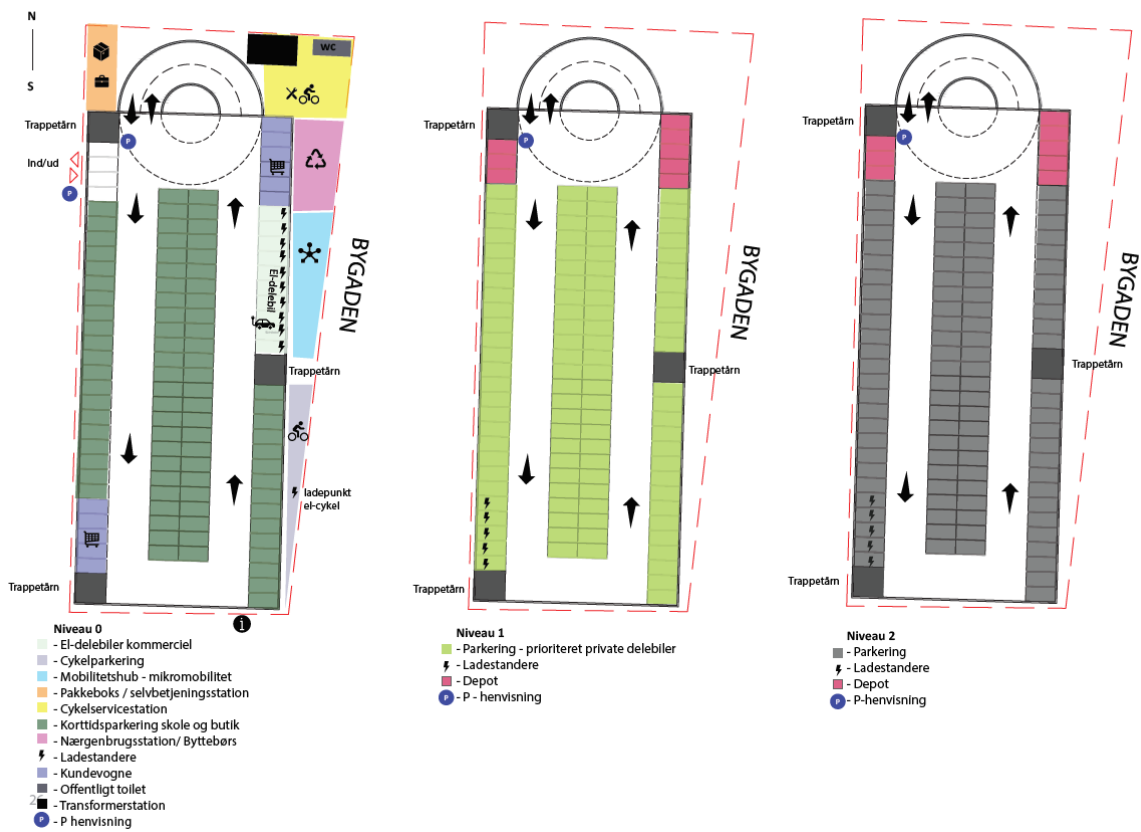 N
S
WC
Trappetårn
Ind/ud
P
P
El-delebil
BYGADEN
Trappetårn
ladepunkt
el-cykel
Trappetårn
i
Niveau 0
- El-delebiler kommerciel
- Cykelparkering
- Mobilitetshub - mikromobilitet
- Pakkeboks / selvbetjeningsstation
- Cykelservicestation
- Korttidsparkering skole og butik
- Nærgenbrugsstation/ Byttebørs
- Ladestandere
- Kundevogne
- Offentligt toilet
- Transformerstation
P - P henvisning
Trappetårn
P
BYGADEN
Trappetårn
Trappetårn
Niveau 1
- Parkering - prioriteret private delebiler
- Ladestandere
- Depot
P - P - henvisning
Trappetårn
P
BYGADEN
Trappetårn
Trappetårn
Niveau 2
- Parkering
- Ladestandere
- Depot
P - P-henvisning